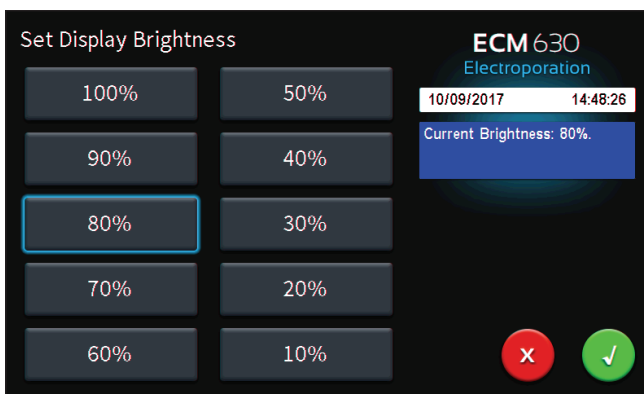 Set Display Brightness
100%
50%
90%
40%
80%
30%
70%
20%
60%
10%
ECM 630
Electroporation
10/09/2017 14:48:26
Current Brightness: 80%.
X
√